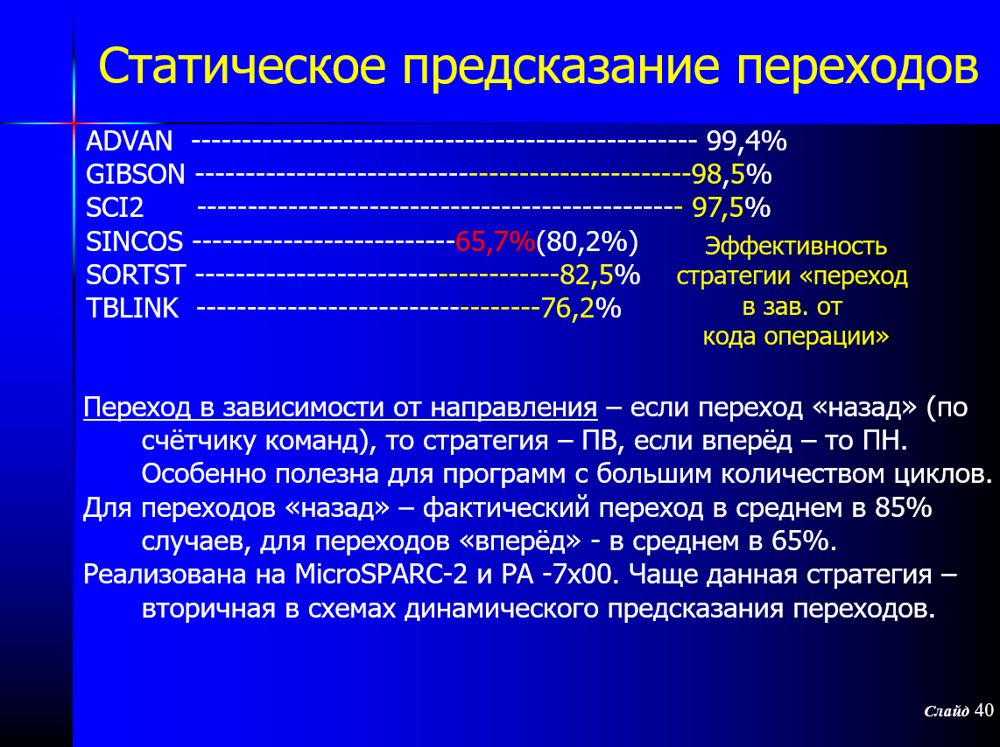 Статическое предсказание переходов
ADVAN -------------------------------------------------- 99,4%
GIBSON -------------------------------------------------98,5%
SCI2 ------------------------------------------------ 97,5%
SINCOS --------------------------65,7%(80,2%)
SORTST ------------------------------------82,5%
TBLINK ----------------------------------76,2%
Эффективность
стратегии «переход
в зав. от
кода операции»
Переход в зависимости от направления – если переход «назад» (по
счётчику команд), то стратегия – ПВ, если вперёд – то ПН.
Особенно полезна для программ с большим количеством циклов.
Для переходов «назад» – фактический переход в среднем в 85%
случаев, для переходов «вперёд» - в среднем в 65%.
Реализована на MicroSPARC-2 и PA -7x00. Чаще данная стратегия –
вторичная в схемах динамического предсказания переходов.
Слайд 40